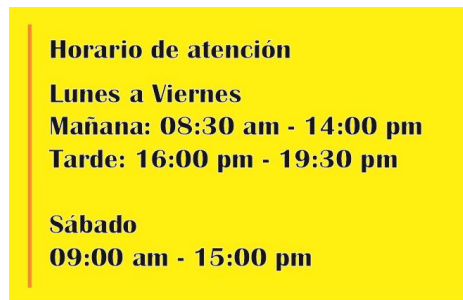 Horario de atención
Lunes a Viernes
Mañana: 08:30 am - 14:00 pm
Tarde: 16:00 pm - 19:30 pm
Sábado
09:00 am - 15:00 pm